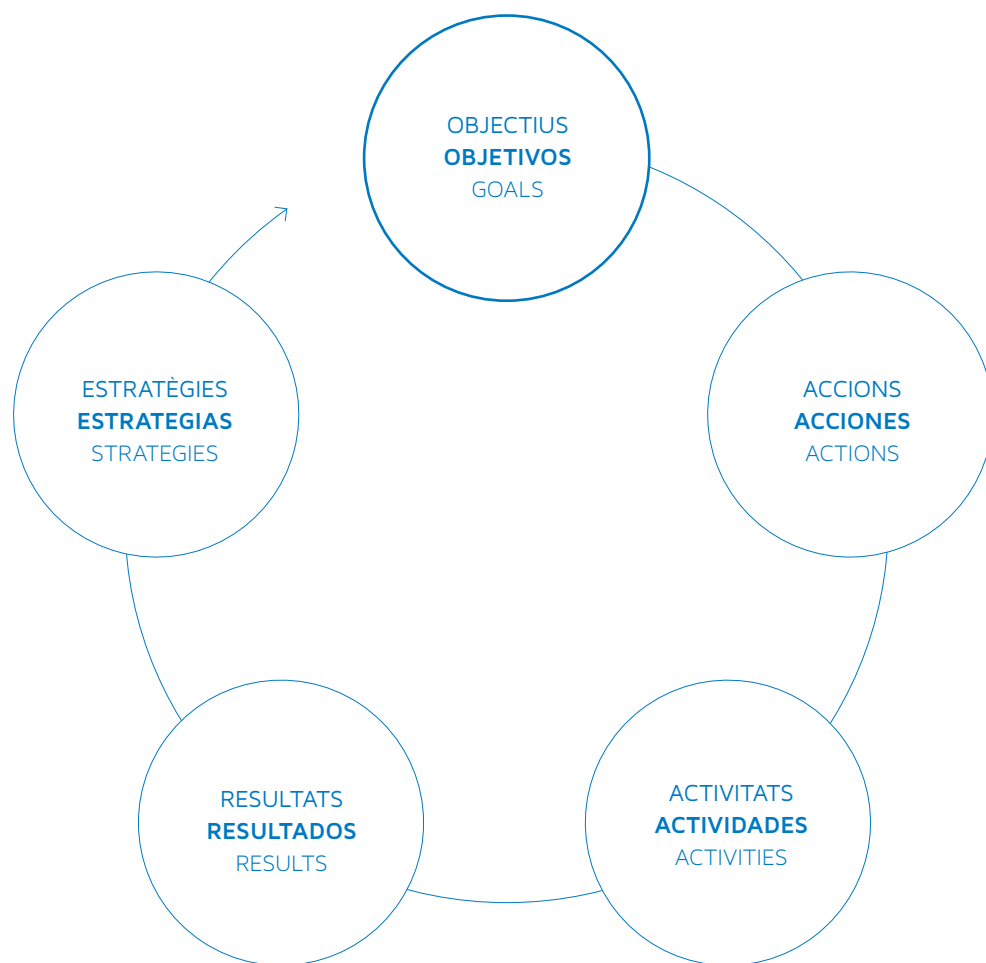 OBJECTIUS
OBJETIVOS
GOALS
ACCIONS
ACCIONES
ACTIONS
ACTIVITATS
ACTIVIDADES
ACTIVITIES
RESULTATS
RESULTADOS
RESULTS
ESTRATÈGIES
ESTRATEGIAS
STRATEGIES